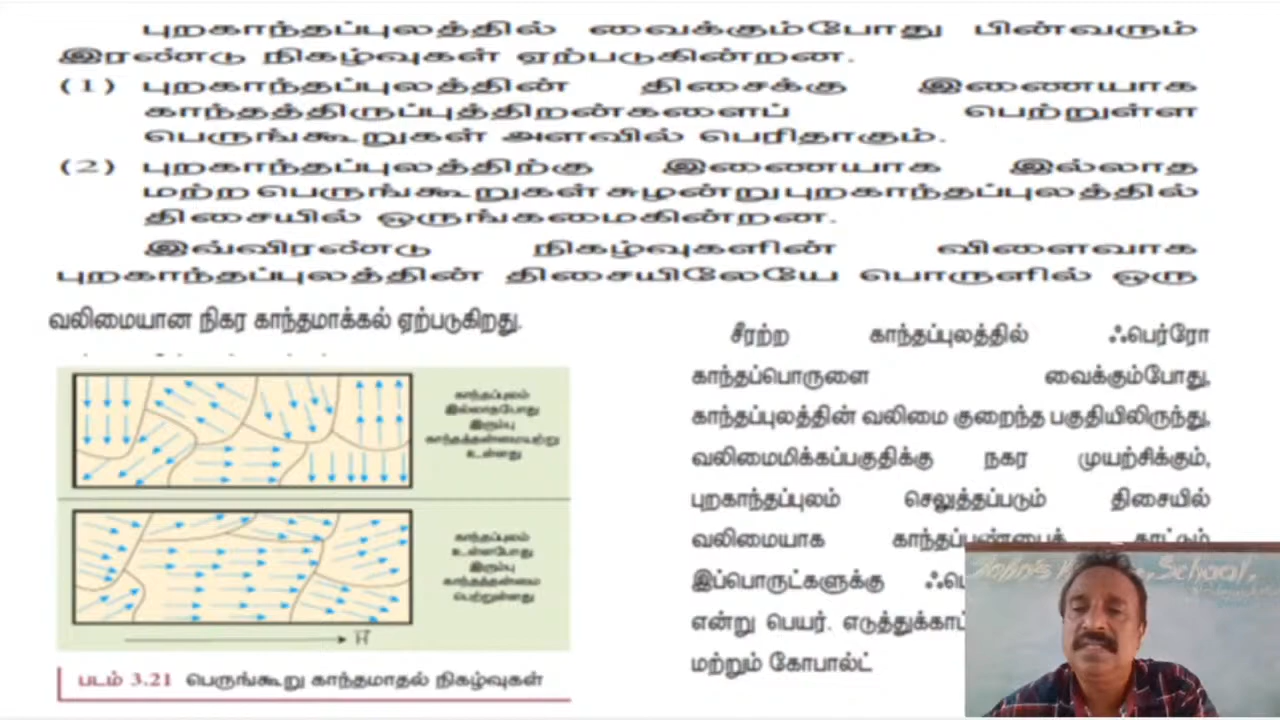 புறகாந்தப்புலத்தில் வைக்கும்போது பின்வரும்
இரண்டு நிகழ்வுகள் ஏற்படுகின்றன.
(1) புறகாந்தப்புலத்தின் திசைக்கு இணையாக
காந்தத்திருப்புத்திறன்களைப் பெற்றுள்ள
பெருங்கூறுகள் அளவில் பெரிதாகும்.
(2) புறகாந்தப்புலத்திற்கு இணையாக இல்லாத
மற்ற பெருங்கூறுகள் சுழன்று புறகாந்தப்புலத்தில்
திசையில் ஒருங்கமைகின்றன.
இவ்விரண்டு நிகழ்வுகளின் விளைவாக
புறகாந்தப்புலத்தின் திசையிலேயே பொருளில் ஒரு
வலிமையான நிகர காந்தமாக்கல் ஏற்படுகிறது.
காந்தப்புலம்
இல்லாதபோது
இரும்பு
காந்தத்தன்மையற்று
உள்ளது
காந்தப்புலம்
உள்ளபோது
இரும்பு
காந்தத்தன்மை
பெற்றுள்ளது
H
படம் 3.21 பெருங்கூறு காந்தமாதல் நிகழ்வுகள்
சீரற்ற காந்தப்புலத்தில் ஃபெர்ரோ
காந்தப்பொருளை வைக்கும்போது,
காந்தப்புலத்தின் வலிமை குறைந்த பகுதியிலிருந்து,
வலிமைமிக்கப்பகுதிக்கு நகர முயற்சிக்கும்,
புறகாந்தப்புலம் செலுத்தப்படும் திசையில்
வலிமையாக காந்தப்பண்பைக் காட்டும்
இப்பொருட்களுக்கு
என்று பெயர்.
மற்றும் கோபால்ட்
School,